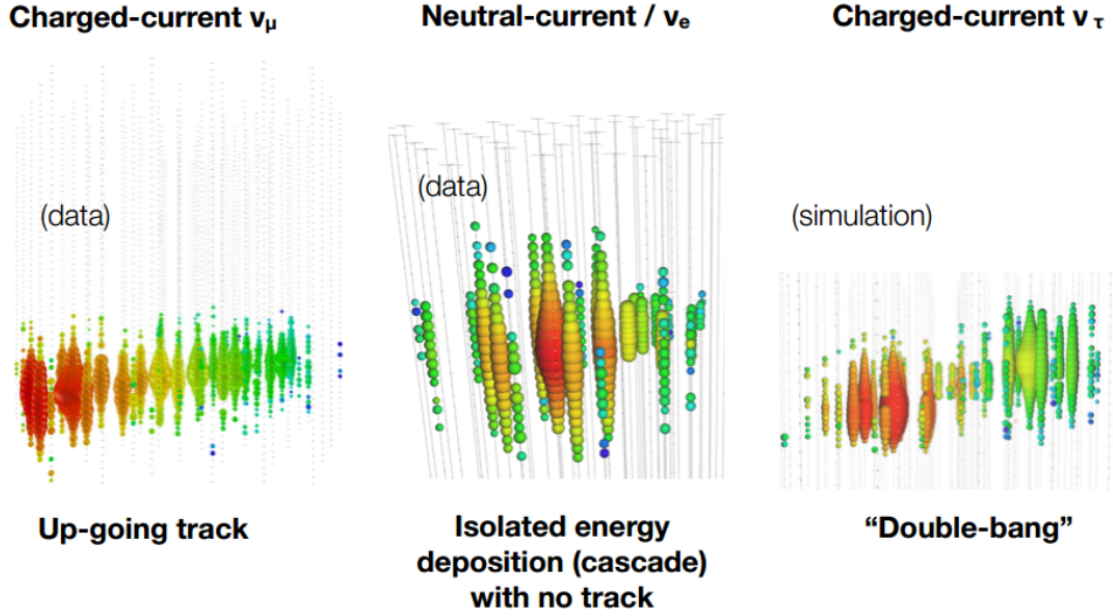 Charged-current νμ
Neutral-current / νe
Charged-current ντ
(data)
(data)
(simulation)
Up-going track
Isolated energy
deposition (cascade)
with no track
“Double-bang”